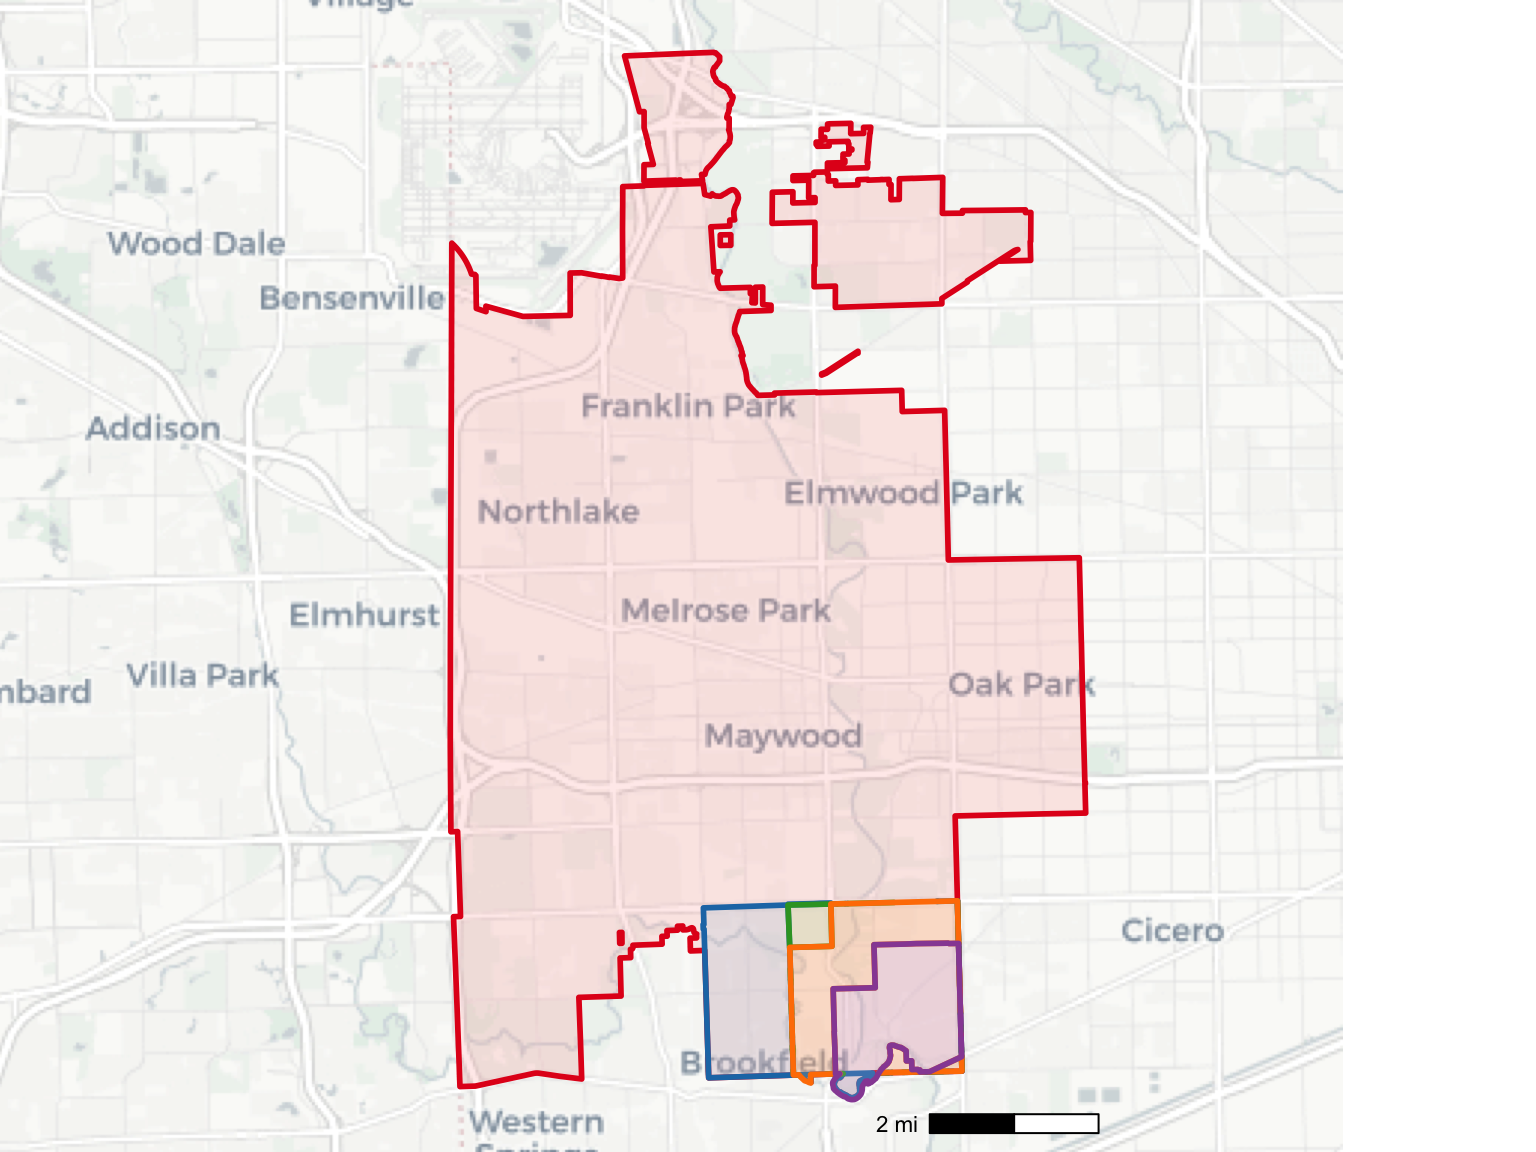 Village
Wood Dale
Bensenville
Franklin Park
Addison
Elmwood Park
Northlake
Melrose Park
Elmhurst
Villa Park
Oak Park
mbard
Maywood
Cicero
Brookfield
2 mi
Western
Springs